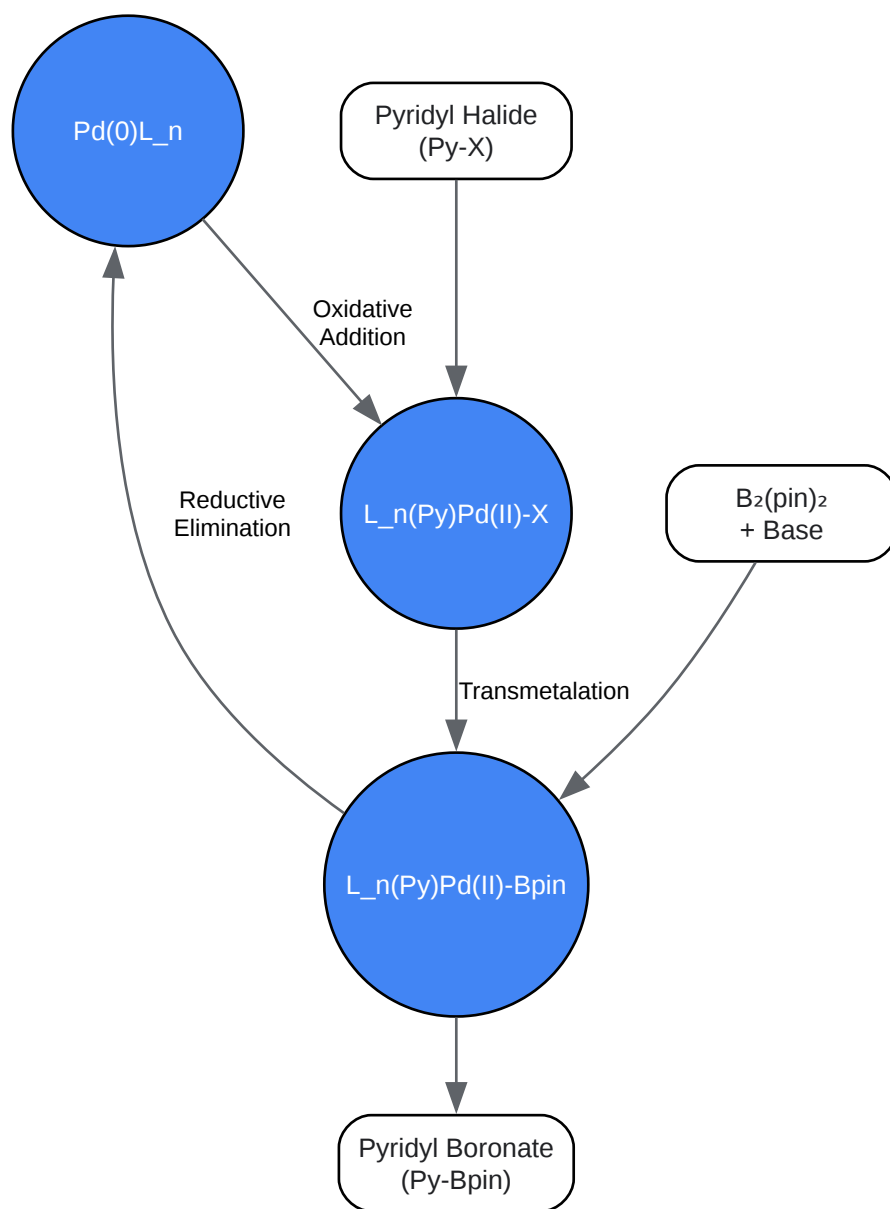 Pd(0)L_n
Pyridyl Halide
(Py-X)
Oxidative
Addition
Reductive
Elimination
L_n(Py)Pd(II)-X
B₂(pin)₂
+ Base
Transmetalation
L_n(Py)Pd(II)-Bpin
Pyridyl Boronate
(Py-Bpin)